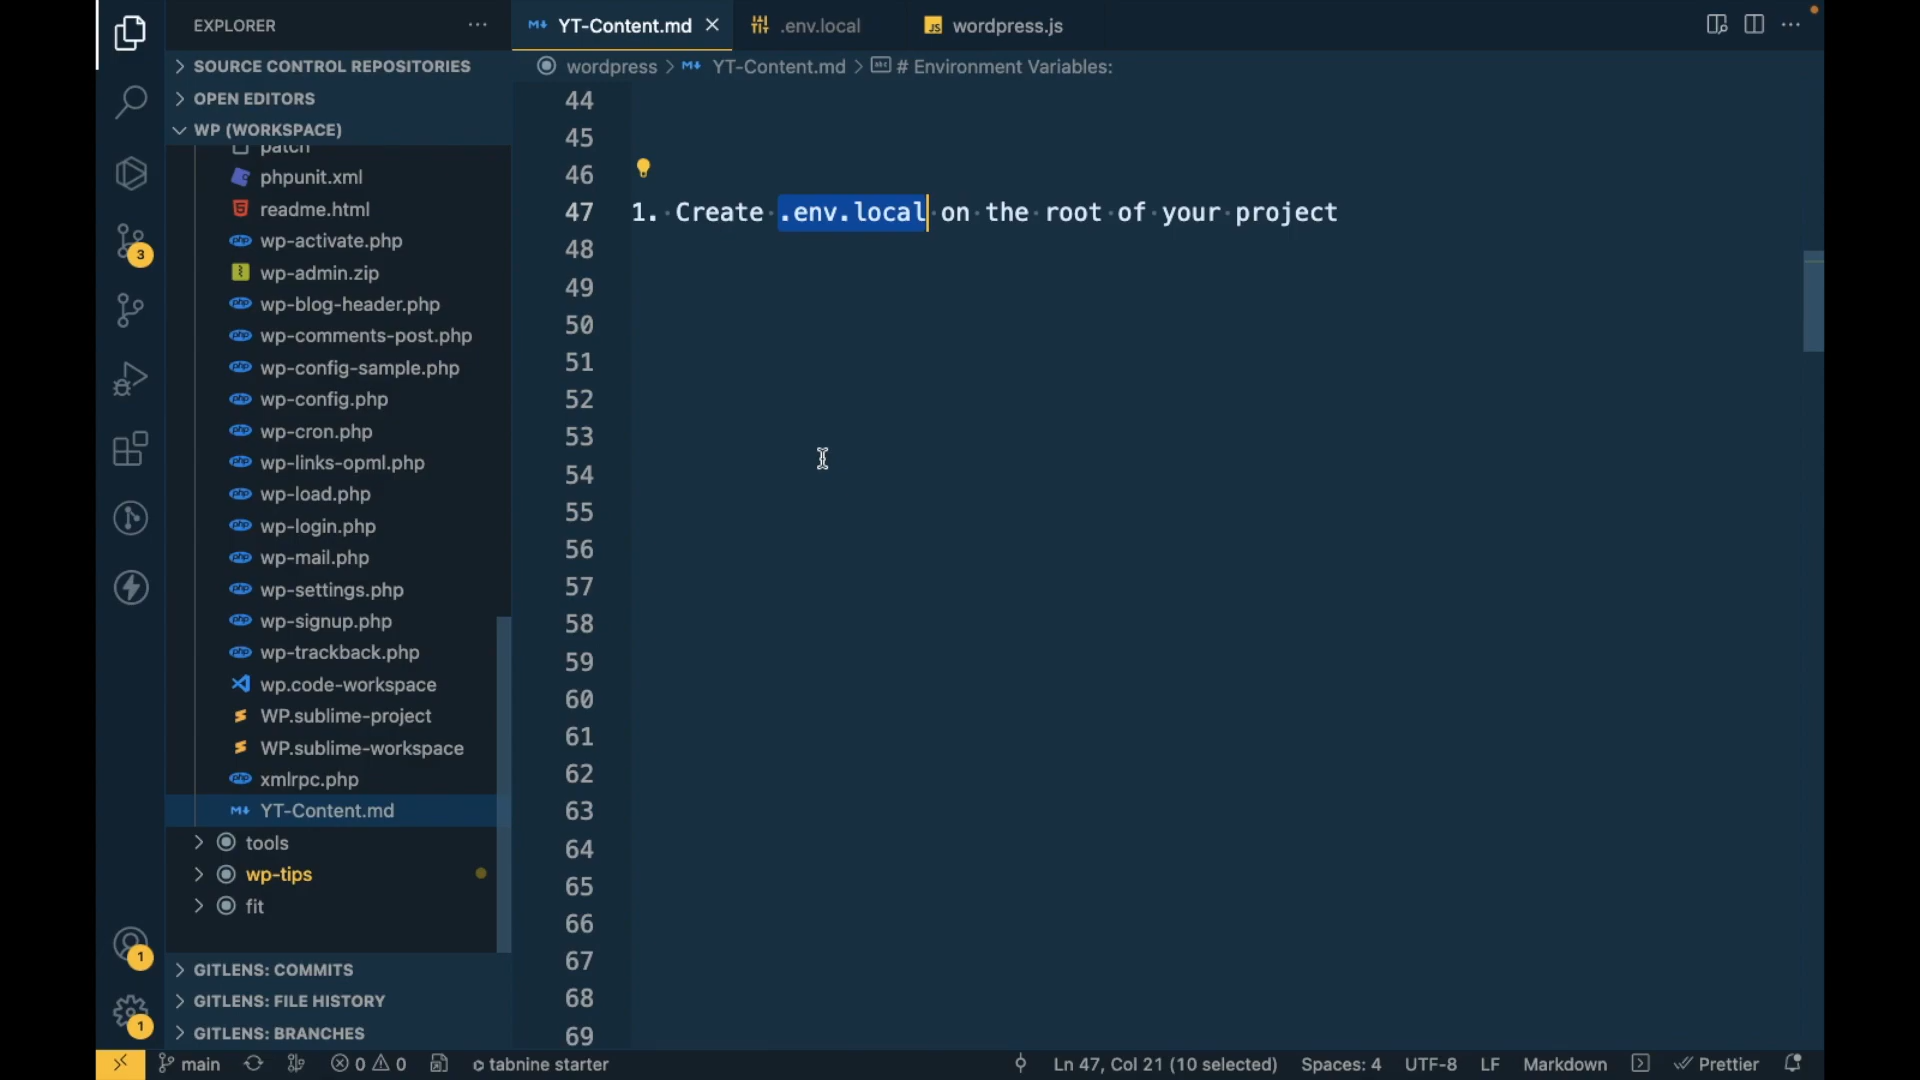 EXPLORER
YT-Content.md
.env.local
JS wordpress.js
SOURCE CONTROL REPOSITORIES
wordpress > YT-Content.md > # Environment Variables:
OPEN EDITORS
WP (WORKSPACE)
patch
phpunit.xml
readme.html
wp-activate.php
wp-admin.zip
wp-blog-header.php
wp-comments-post.php
wp-config-sample.php
wp-config.php
wp-cron.php
wp-links-opml.php
wp-load.php
wp-login.php
wp-mail.php
wp-settings.php
wp-signup.php
wp-trackback.php
wp.code-workspace
WP.sublime-project
WP.sublime-workspace
xmlrpc.php
YT-Content.md
tools
wp-tips
fit
GITLENS: COMMITS
GITLENS: FILE HISTORY
GITLENS: BRANCHES
3
1
1
44
45
46
47 1. Create .env.local on the root of your project
48
49
50
51
52
53
54
55
56
57
58
59
60
61
62
63
64
65
66
67
68
69
main 0 0 tabnine starter Ln 47, Col 21 (10 selected) Spaces: 4 UTF-8 LF Markdown Prettier